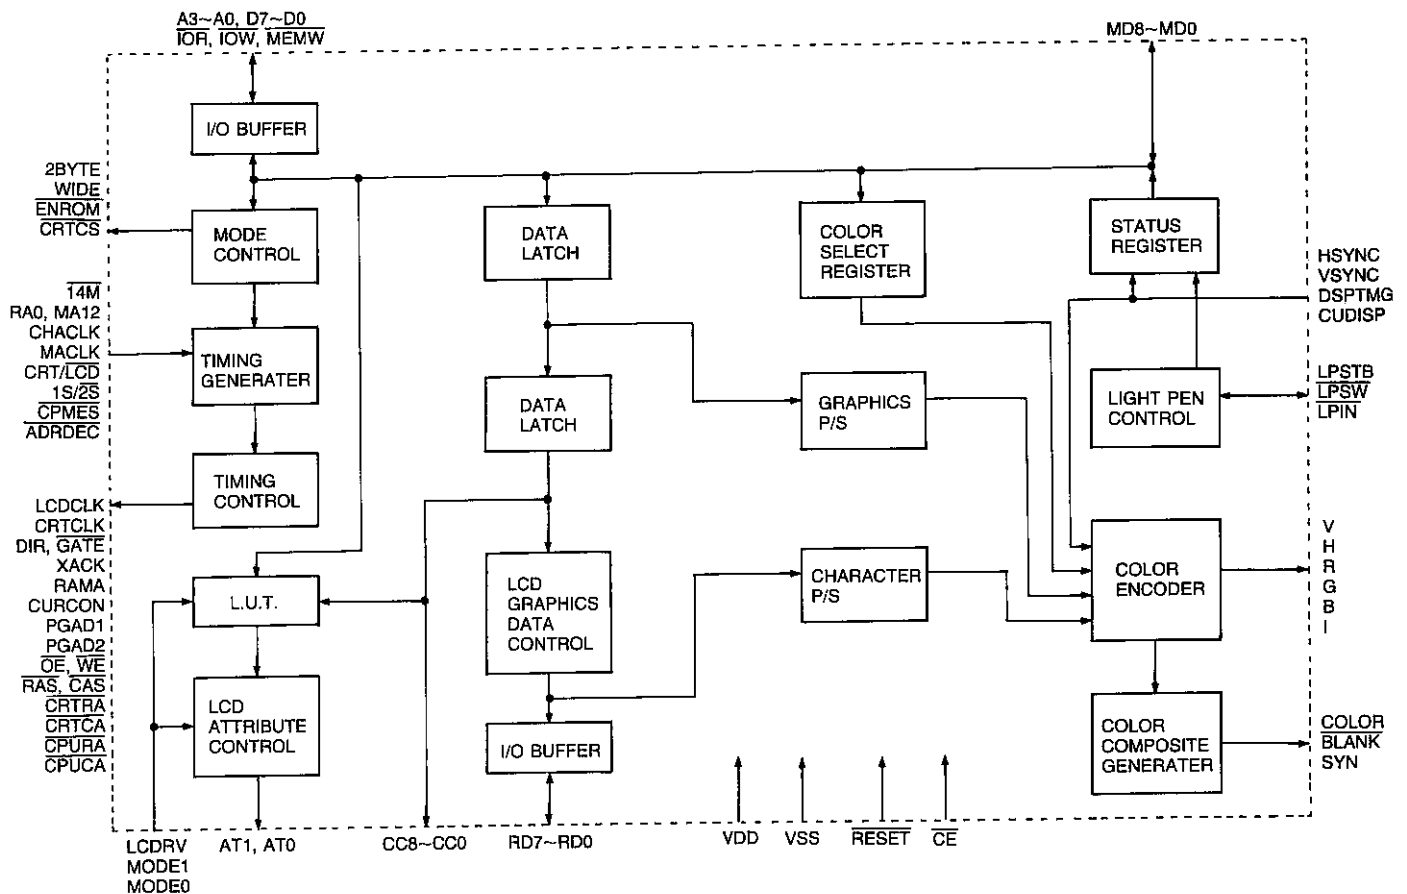 A3~A0, D7~D0
IOR, IOW, MEMW
MD8~MD0
I/O BUFFER
2BYTE
WIDE
ENROM
CRTCS
MODE
CONTROL
DATA
LATCH
COLOR
SELECT
REGISTER
STATUS
REGISTER
HSYNC
VSYNC
DSPTMG
CUDISP
14M
RA0, MA12
CHACLK
MACLK
CRT/LCD
1S/2S
CPMES
ADRDEC
TIMING
GENERATER
DATA
LATCH
GRAPHICS
P/S
LIGHT PEN
CONTROL
LPSTB
LPSW
LPIN
TIMING
CONTROL
LCDCLK
CRTCLK
DIR, GATE
XACK
RAMA
CURCON
PGAD1
PGAD2
OE, WE
RAS, CAS
CRTRA
CRTCA
CPURA
CPUCA
L.U.T.
LCD
GRAPHICS
DATA
CONTROL
CHARACTER
P/S
COLOR
ENCODER
V
H
R
G
B
I
LCD
ATTRIBUTE
CONTROL
I/O BUFFER
COLOR
COMPOSITE
GENERATER
COLOR
BLANK
SYN
LCDRV
MODE1
MODE0
AT1, AT0
CC8~CC0
RD7~RD0
VDD
VSS
RESET
CE